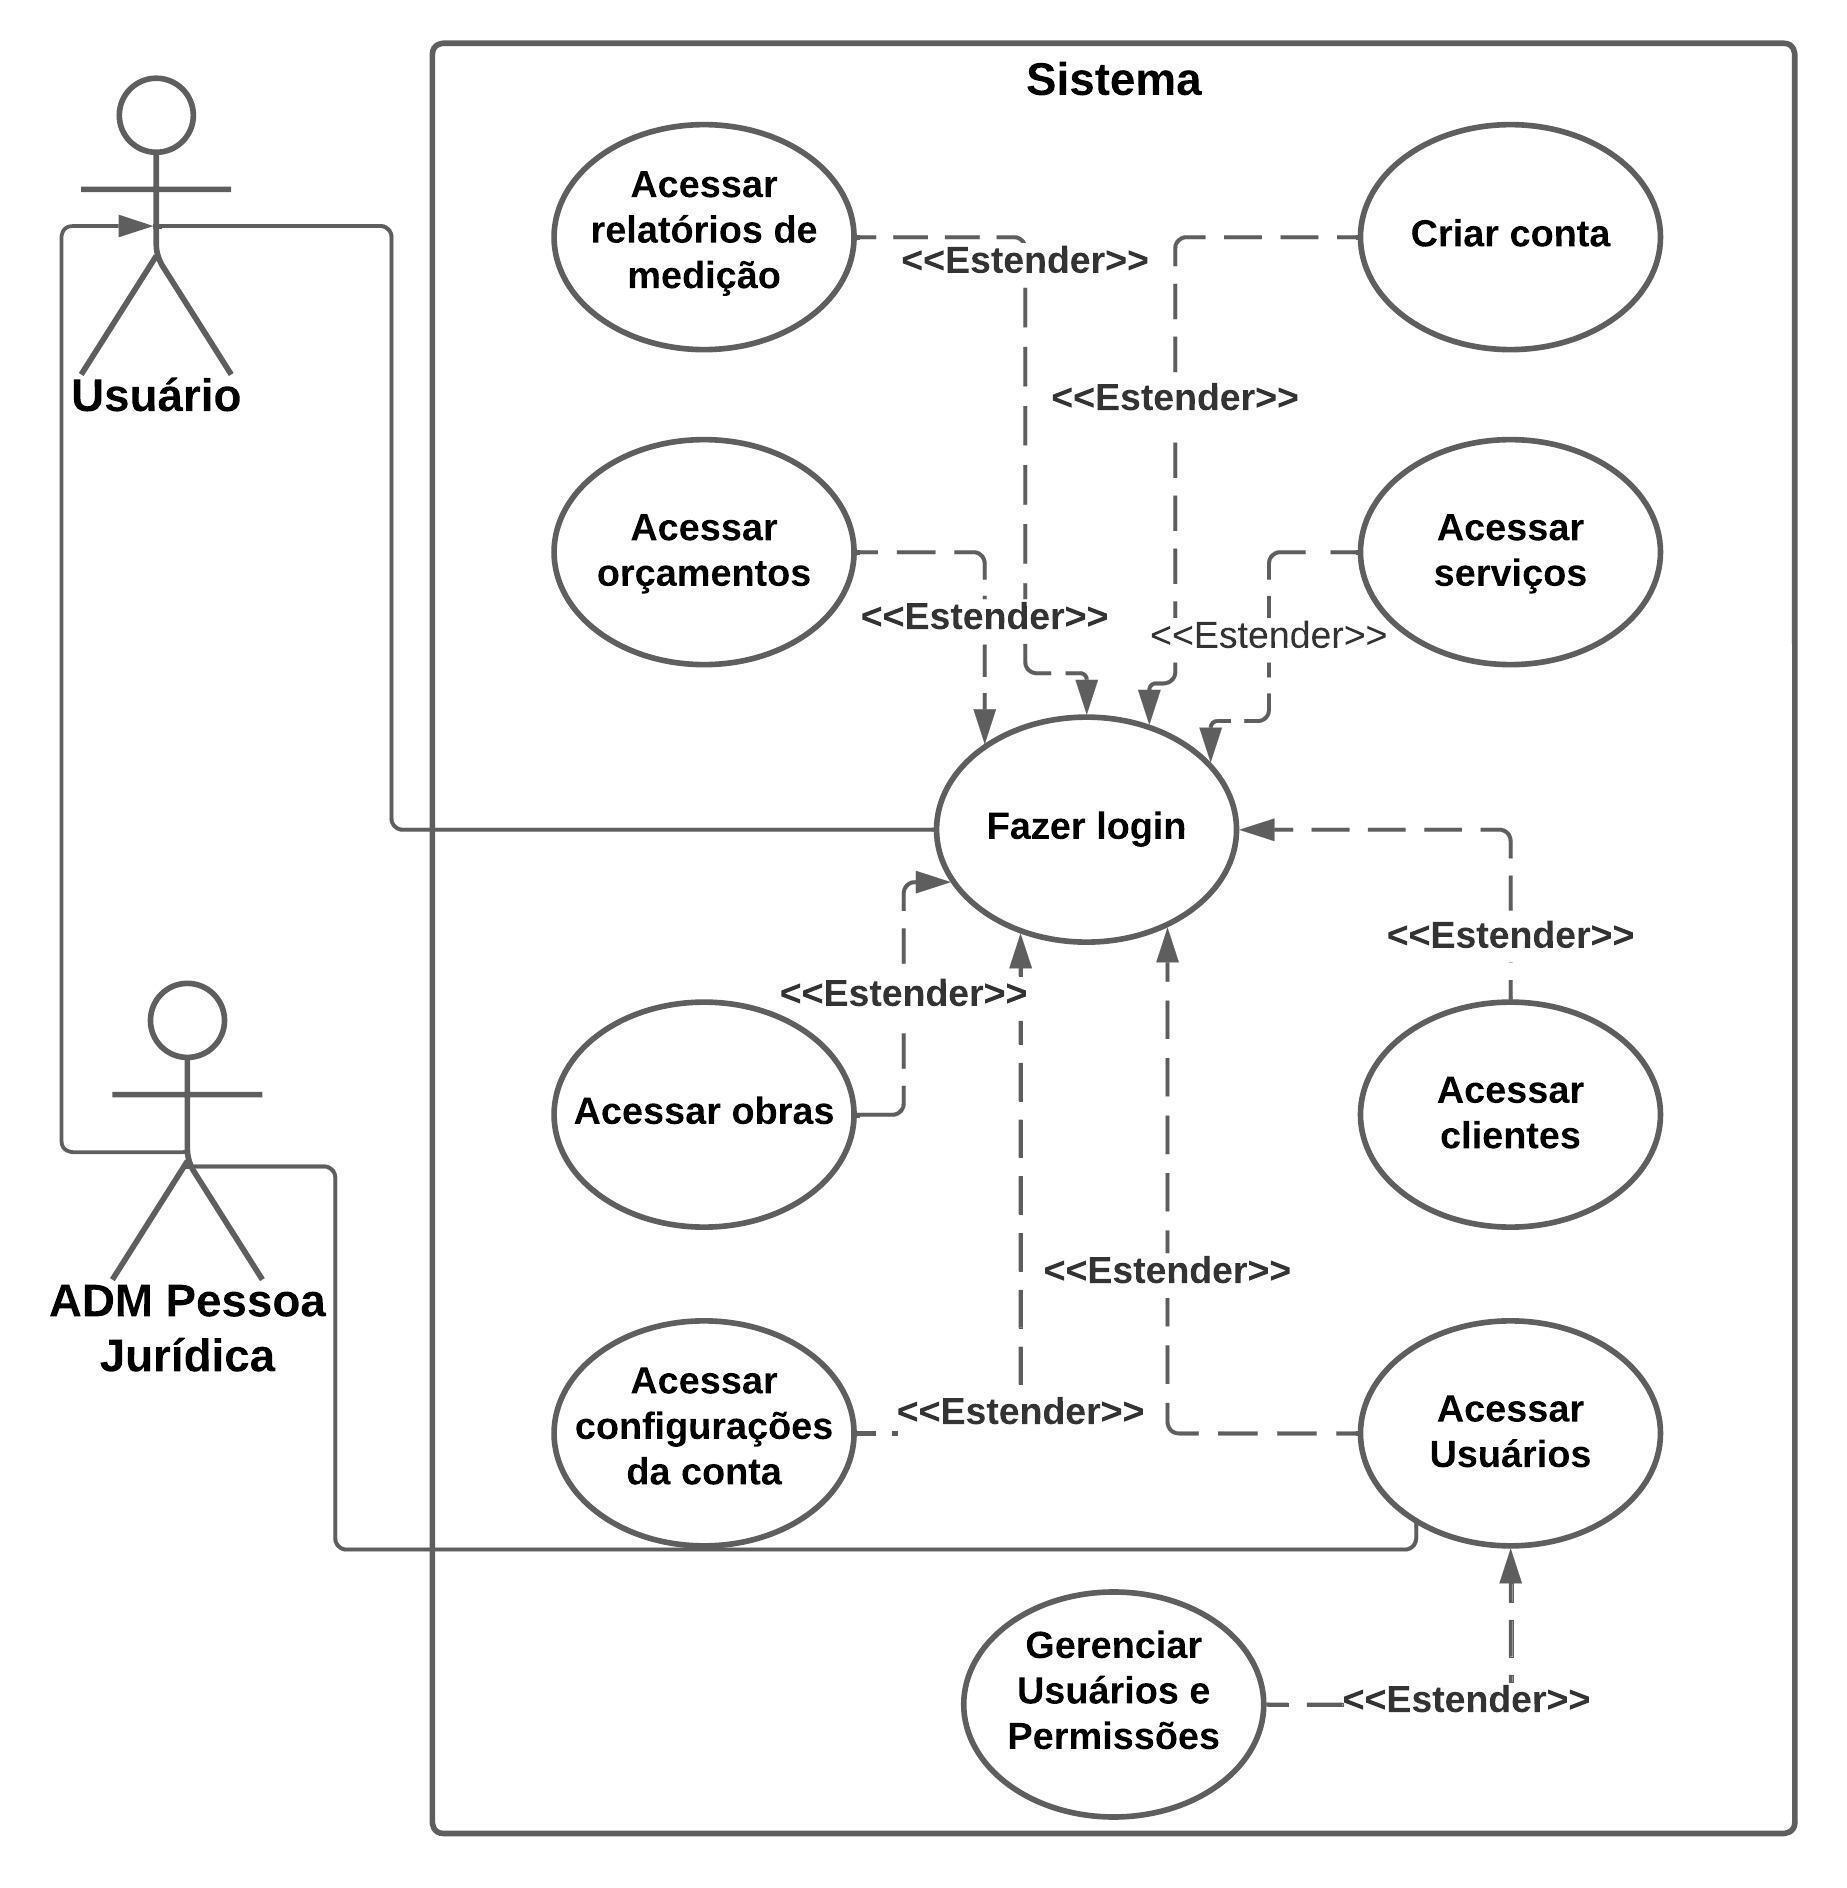 Sistema
Usuário
Acessar
relatórios de
medição
<<Estender>>
Criar conta
<<Estender>>
Acessar
orçamentos
<<Estender>>
Acessar
serviços
<<Estender>>
Fazer login
<<Estender>>
<<Estender>>
Acessar obras
Acessar
clientes
ADM Pessoa
Jurídica
<<Estender>>
Acessar
configurações
da conta
<<Estender>>
Acessar
Usuários
Gerenciar
Usuários e
Permissões
<<Estender>>